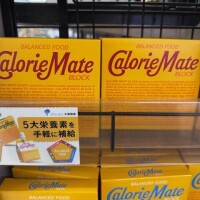 BALANCED FOOD
CalorieMate
BLOCK
BALANCED FOOD
CalorieMate
BLOCK
5大栄養素を
手軽に補給
BALANCED FOOD
CalorieMate